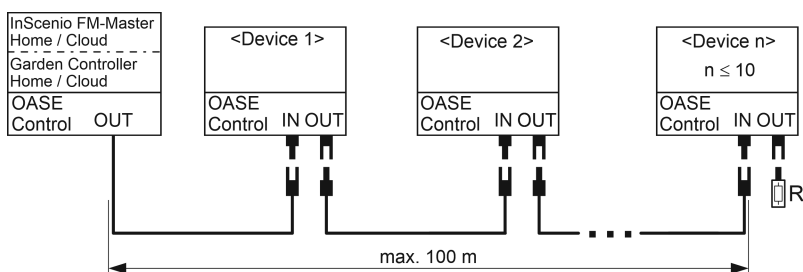 InScenio FM-Master
Home / Cloud
Garden Controller
Home / Cloud
OASE
Control OUT
<Device 1>
OASE
Control IN OUT
<Device 2>
OASE
Control IN OUT
<Device n>
n ≤ 10
OASE
Control IN OUT
R
max. 100 m